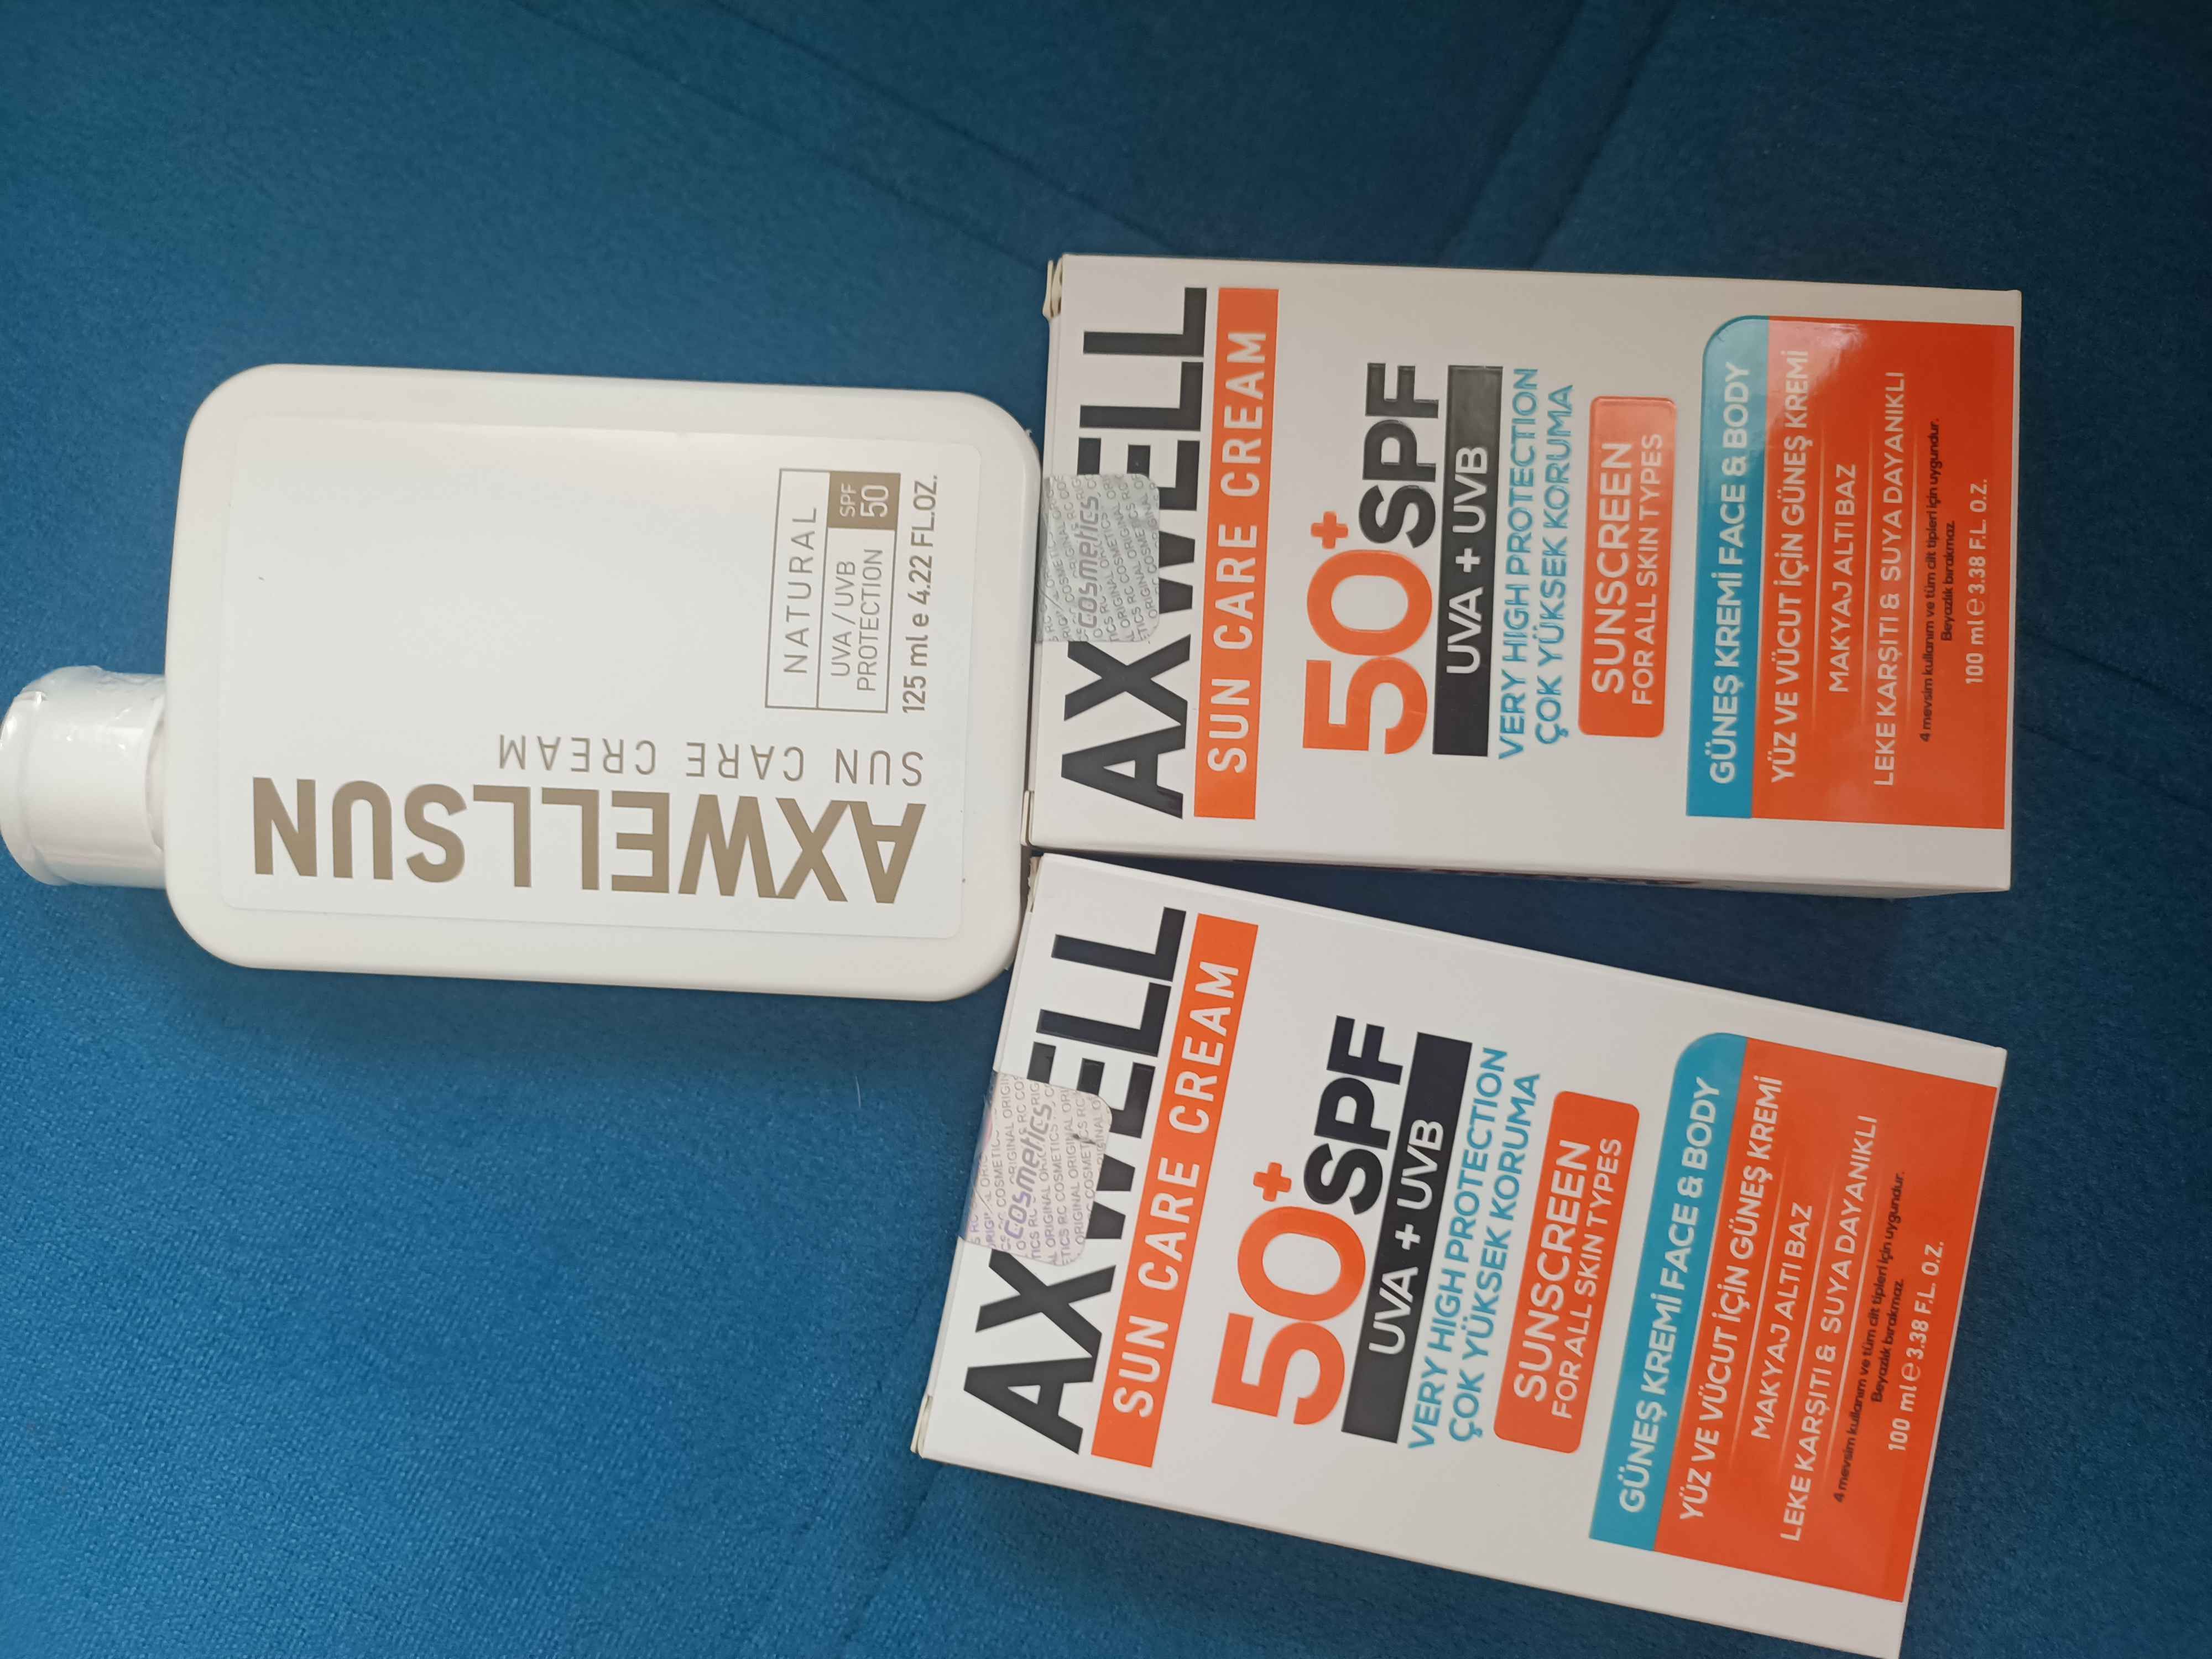 AXWELLSUN
SUN CARE CREAM
NATURAL
UVA / UVB
PROTECTION
SPF
50
125 ml e 4.22 FL.OZ.
AXWELL
cosmetics
SUN CARE CREAM
50+ SPF
UVA + UVB
VERY HIGH PROTECTION
ÇOK YÜKSEK KORUMA
SUNSCREEN
FOR ALL SKIN TYPES
GÜNEŞ KREMİ FACE & BODY
YÜZ VE VÜCUT İÇİN GÜNEŞ KREMİ
MAKYAJ ALTI BAZ
LEKE KARŞITI & SUYA DAYANIKLI
4 mevsim kullanım ve tüm cilt tipleri için uygundur.
Beyazlık bırakmaz.
100 ml e 3.38 F.L. O.Z.
AXWELL
cosmetics
SUN CARE CREAM
50+ SPF
UVA + UVB
VERY HIGH PROTECTION
ÇOK YÜKSEK KORUMA
SUNSCREEN
FOR ALL SKIN TYPES
GÜNEŞ KREMİ FACE & BODY
YÜZ VE VÜCUT İÇİN GÜNEŞ KREMİ
MAKYAJ ALTI BAZ
LEKE KARŞITI & SUYA DAYANIKLI
4 mevsim kullanım ve tüm cilt tipleri için uygundur.
Beyazlık bırakmaz.
100 ml e 3.38 F.L. O.Z.